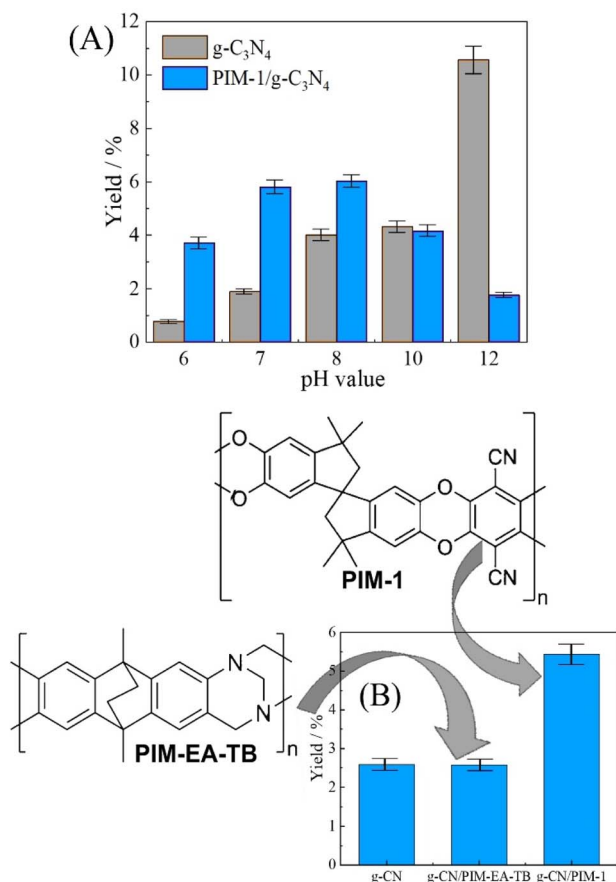 (A)
g-C₃N₄
PIM-1/g-C₃N₄
Yield / %
12
10
8
6
4
2
0
6 7 8 10 12
pH value
O
O
O
O
CN
CN
n
PIM-1
N
N
n
PIM-EA-TB
(B)
Yield / %
6
5
4
3
2
1
0
g-CN g-CN/PIM-EA-TB g-CN/PIM-1